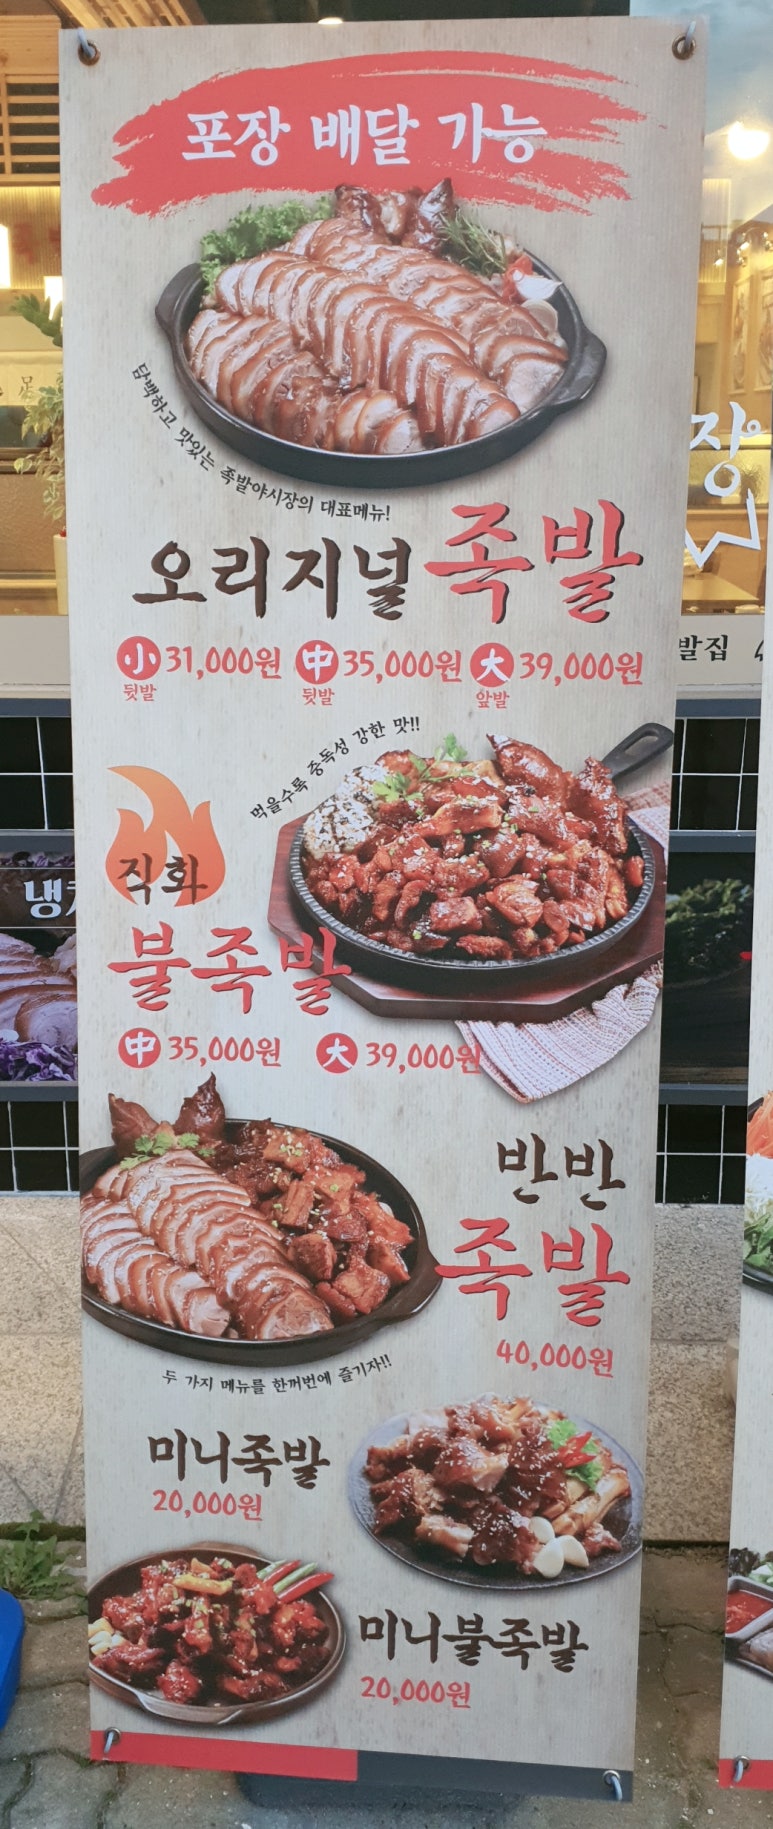 포장 배달 가능
담백하고 맛있는 족발야시장의 대표메뉴!
오리지널 족발
小 31,000원 中 35,000원 大 39,000원
뒷발 뒷발 앞발
먹을수록 중독성 강한 맛!!
직화
불족발
中 35,000원 大 39,000원
반반
족발
40,000원
두 가지 메뉴를 한꺼번에 즐기자!!
미니족발
20,000원
미니불족발
20,000원
장
발집
냉